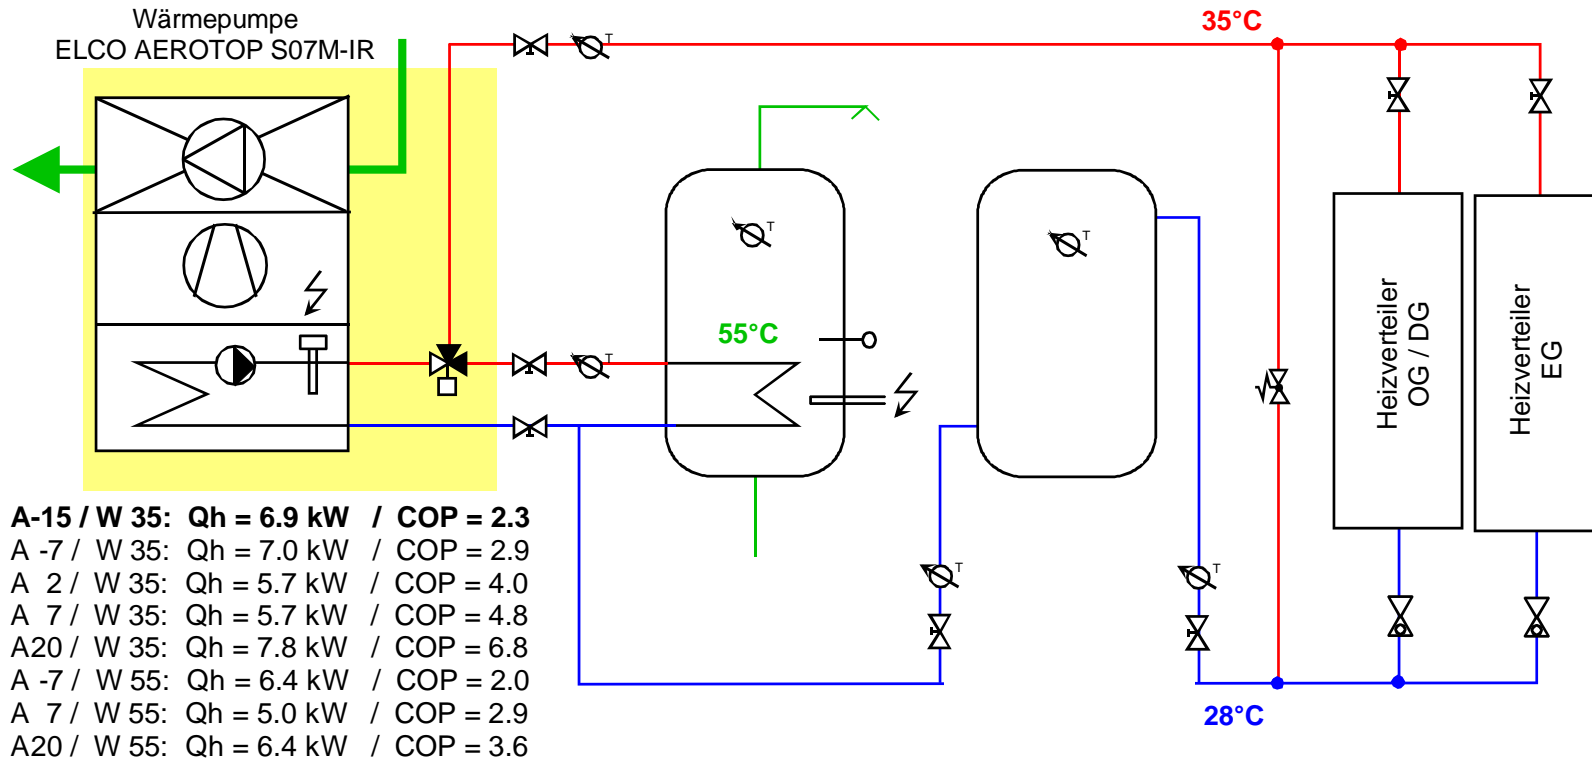 Wärmepumpe
ELCO AEROTOP S07M-IR
35°C
T
T
T
T
55°C
T
T
Heizverteiler
OG / DG
Heizverteiler
EG
28°C
A-15 / W 35: Qh = 6.9 kW / COP = 2.3
A -7 / W 35: Qh = 7.0 kW / COP = 2.9
A 2 / W 35: Qh = 5.7 kW / COP = 4.0
A 7 / W 35: Qh = 5.7 kW / COP = 4.8
A20 / W 35: Qh = 7.8 kW / COP = 6.8
A -7 / W 55: Qh = 6.4 kW / COP = 2.0
A 7 / W 55: Qh = 5.0 kW / COP = 2.9
A20 / W 55: Qh = 6.4 kW / COP = 3.6